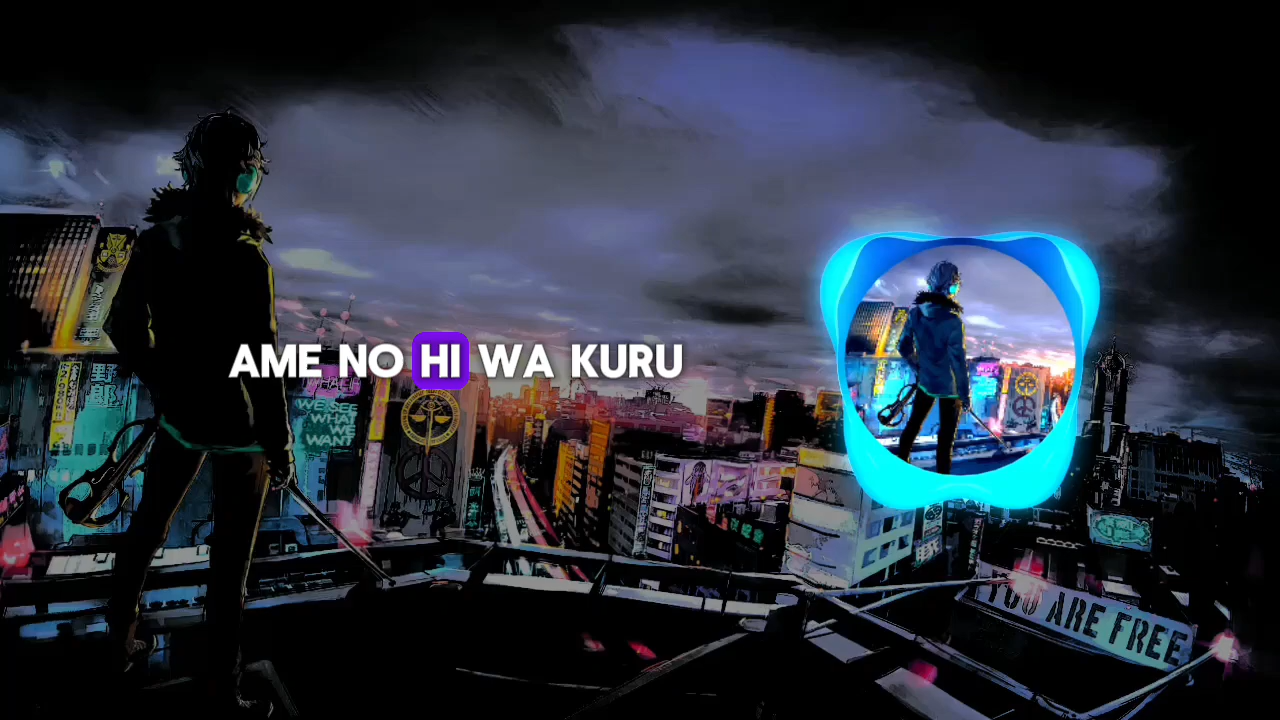 AME NO HI WA KURU
WE SEE
WHAT
WE
WANT
YOU ARE FREE